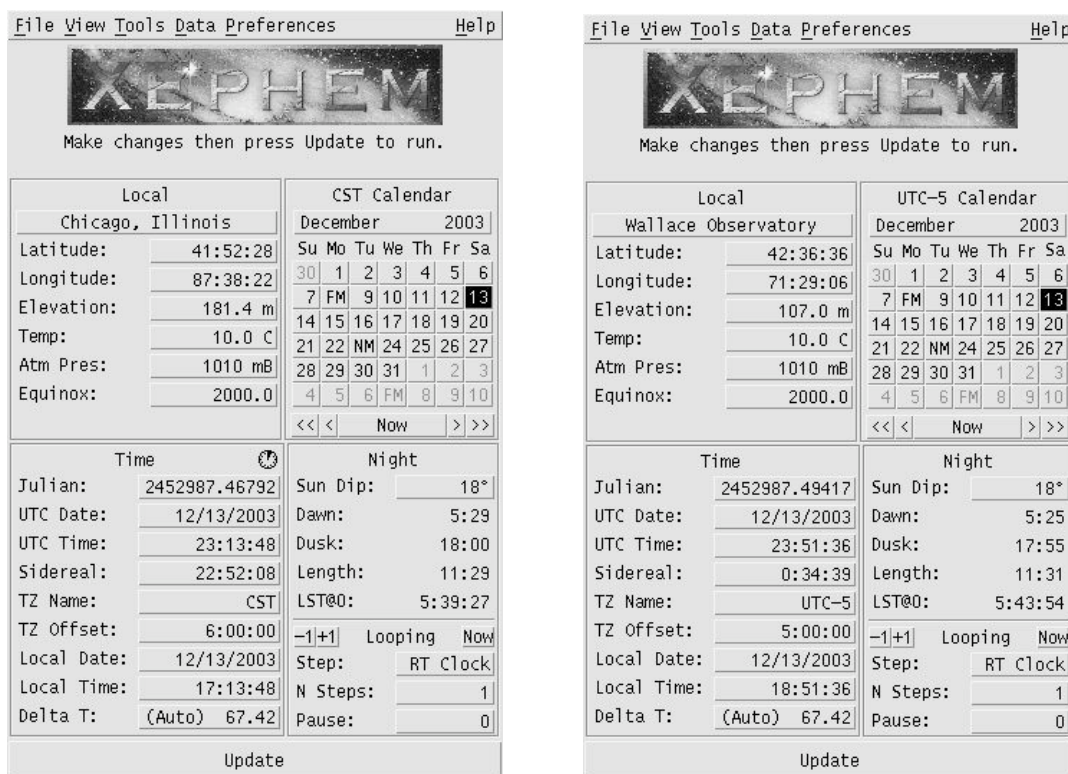 File View Tools Data Preferences Help
XEPHEM
Make changes then press Update to run.
Local
Chicago, Illinois
Latitude: 41:52:28
Longitude: 87:38:22
Elevation: 181.4 m
Temp: 10.0 C
Atm Pres: 1010 mB
Equinox: 2000.0
CST Calendar
December 2003
Su Mo Tu We Th Fr Sa
30 1 2 3 4 5 6
7 FM 9 10 11 12 13
14 15 16 17 18 19 20
21 22 NM 24 25 26 27
28 29 30 31 1 2 3
4 5 6 FM 8 9 10
<< < Now > >>
Time
Julian: 2452987.46792
UTC Date: 12/13/2003
UTC Time: 23:13:48
Sidereal: 22:52:08
TZ Name: CST
TZ Offset: 6:00:00
Local Date: 12/13/2003
Local Time: 17:13:48
Delta T: (Auto) 67.42
Night
Sun Dip: 18°
Dawn: 5:29
Dusk: 18:00
Length: 11:29
LST@0: 5:39:27
-1 +1 Looping Now
Step: RT Clock
N Steps: 1
Pause: 0
Update
File View Tools Data Preferences Help
XEPHEM
Make changes then press Update to run.
Local
Wallace Observatory
Latitude: 42:36:36
Longitude: 71:29:06
Elevation: 107.0 m
Temp: 10.0 C
Atm Pres: 1010 mB
Equinox: 2000.0
UTC-5 Calendar
December 2003
Su Mo Tu We Th Fr Sa
30 1 2 3 4 5 6
7 FM 9 10 11 12 13
14 15 16 17 18 19 20
21 22 NM 24 25 26 27
28 29 30 31 1 2 3
4 5 6 FM 8 9 10
<< < Now > >>
Time
Julian: 2452987.49417
UTC Date: 12/13/2003
UTC Time: 23:51:36
Sidereal: 0:34:39
TZ Name: UTC-5
TZ Offset: 5:00:00
Local Date: 12/13/2003
Local Time: 18:51:36
Delta T: (Auto) 67.42
Night
Sun Dip: 18°
Dawn: 5:25
Dusk: 17:55
Length: 11:31
LST@0: 5:43:54
-1 +1 Looping Now
Step: RT Clock
N Steps: 1
Pause: 0
Update